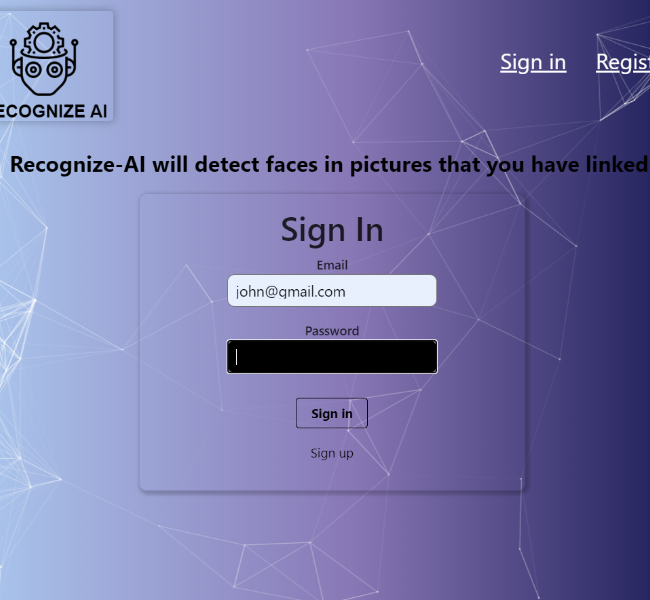 ECOGNIZE AI
Sign in Regist
Recognize-AI will detect faces in pictures that you have linked
Sign In
Email
john@gmail.com
Password
Sign in
Sign up